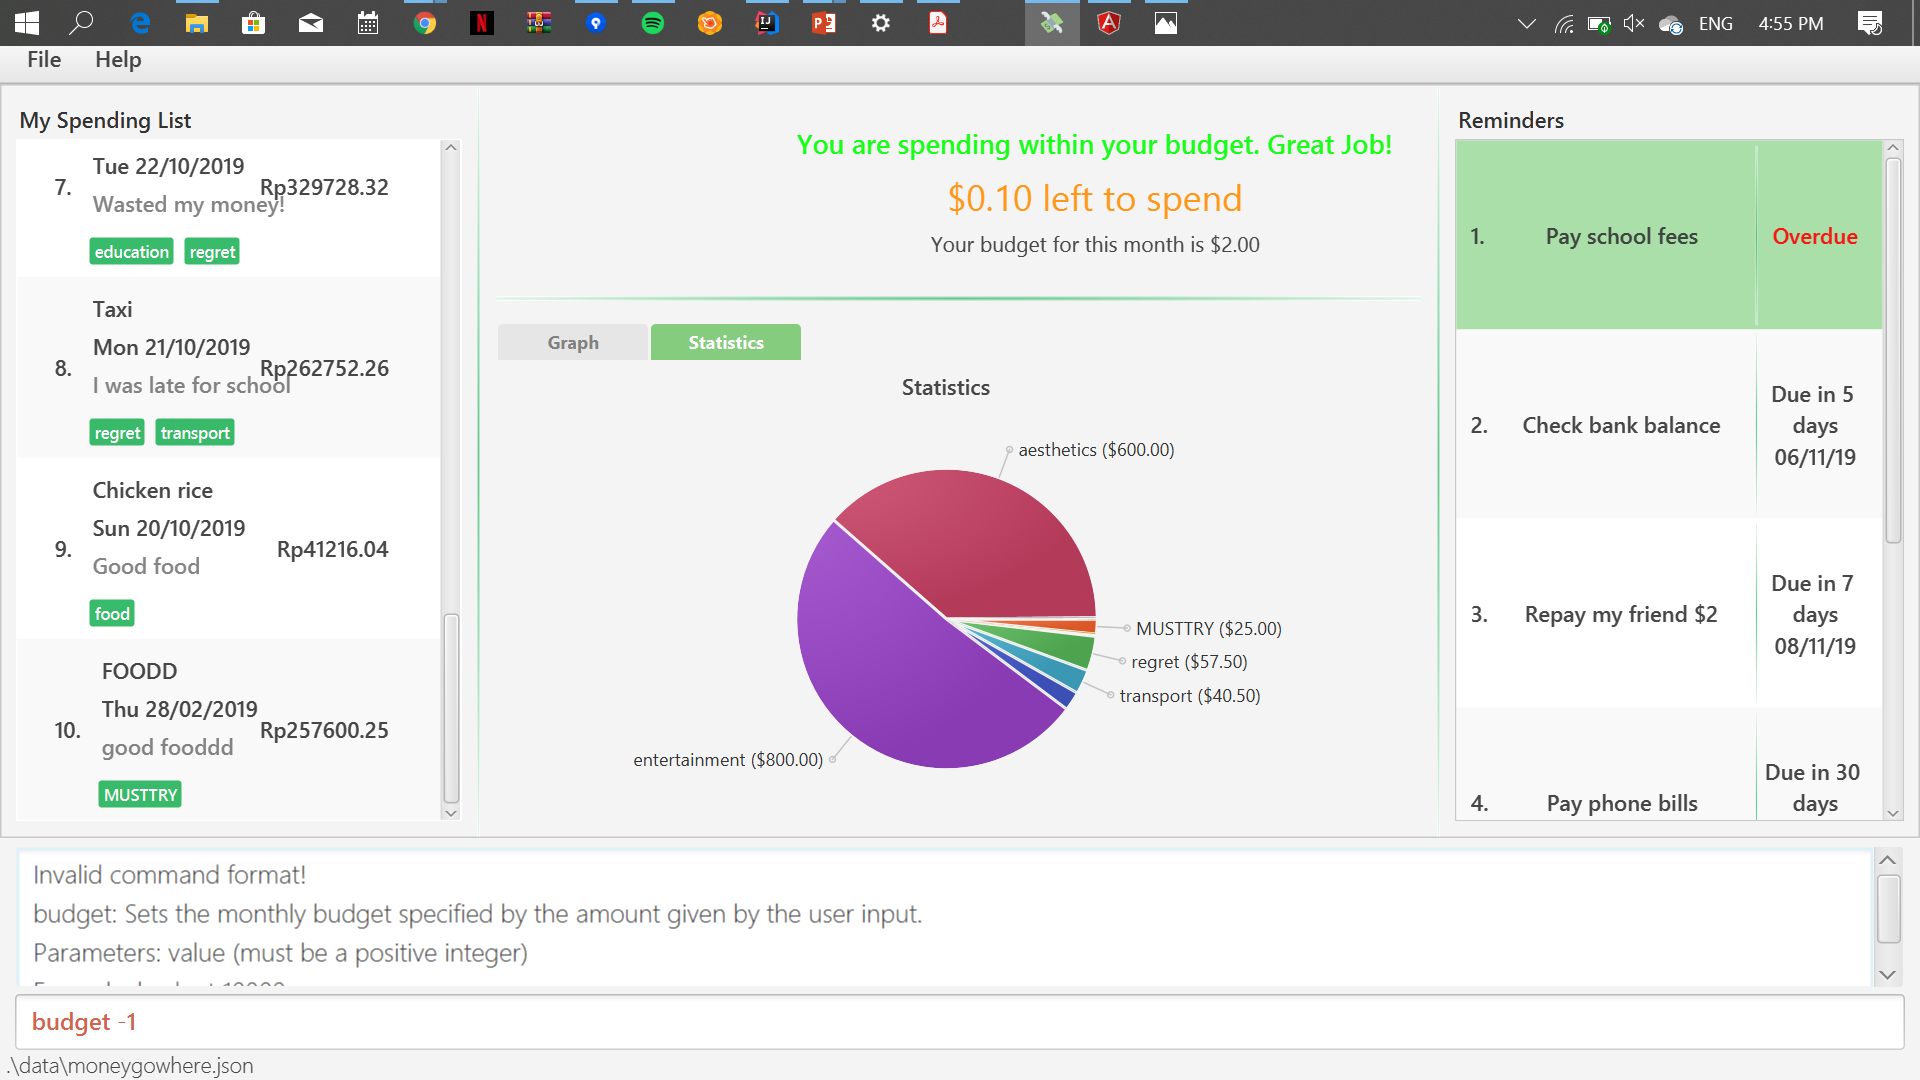 ENG
4:55 PM
File
Help
My Spending List
Tue 22/10/2019
7.
Rp329728.32
Wasted my money!
education
regret
Taxi
Mon 21/10/2019
8.
Rp262752.26
I was late for school
regret
transport
Chicken rice
Sun 20/10/2019
9.
Rp41216.04
Good food
food
FOODD
Thu 28/02/2019
10.
Rp257600.25
good fooddd
MUSTTRY
You are spending within your budget. Great Job!
$0.10 left to spend
Your budget for this month is $2.00
Graph
Statistics
Statistics
aesthetics ($600.00)
MUSTTRY ($25.00)
regret ($57.50)
transport ($40.50)
entertainment ($800.00)
Reminders
1.
Pay school fees
Overdue
2.
Check bank balance
Due in 5
days
06/11/19
3.
Repay my friend $2
Due in 7
days
08/11/19
4.
Pay phone bills
Due in 30
days
Invalid command format!
budget: Sets the monthly budget specified by the amount given by the user input.
Parameters: value (must be a positive integer)
budget -1
.\data\moneygowhere.json